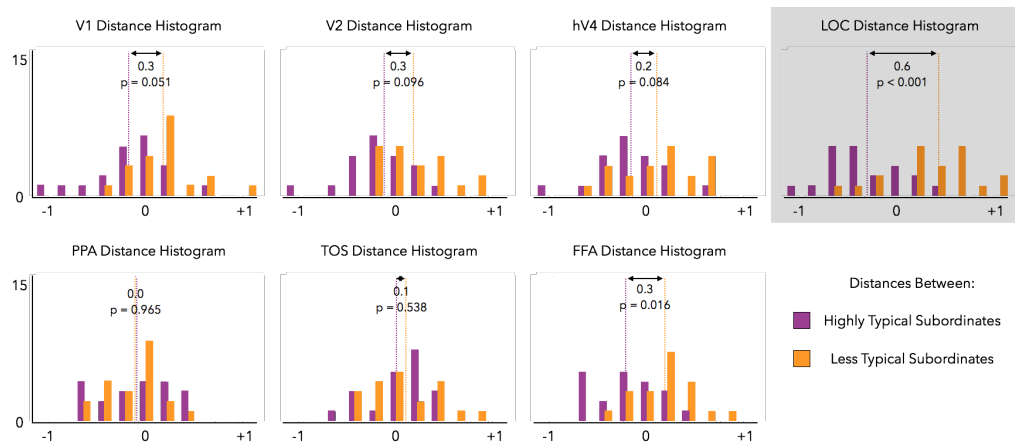 V1 Distance Histogram
V2 Distance Histogram
hV4 Distance Histogram
LOC Distance Histogram
15
0.3
p = 0.051
0.3
p = 0.096
0.2
p = 0.084
0.6
p < 0.001
0
-1 0 +1
-1 0 +1
-1 0 +1
-1 0 +1
PPA Distance Histogram
TOS Distance Histogram
FFA Distance Histogram
15
0.0
p = 0.965
0.1
p = 0.538
0.3
p = 0.016
0
-1 0 +1
-1 0 +1
-1 0 +1
Distances Between:
Highly Typical Subordinates
Less Typical Subordinates